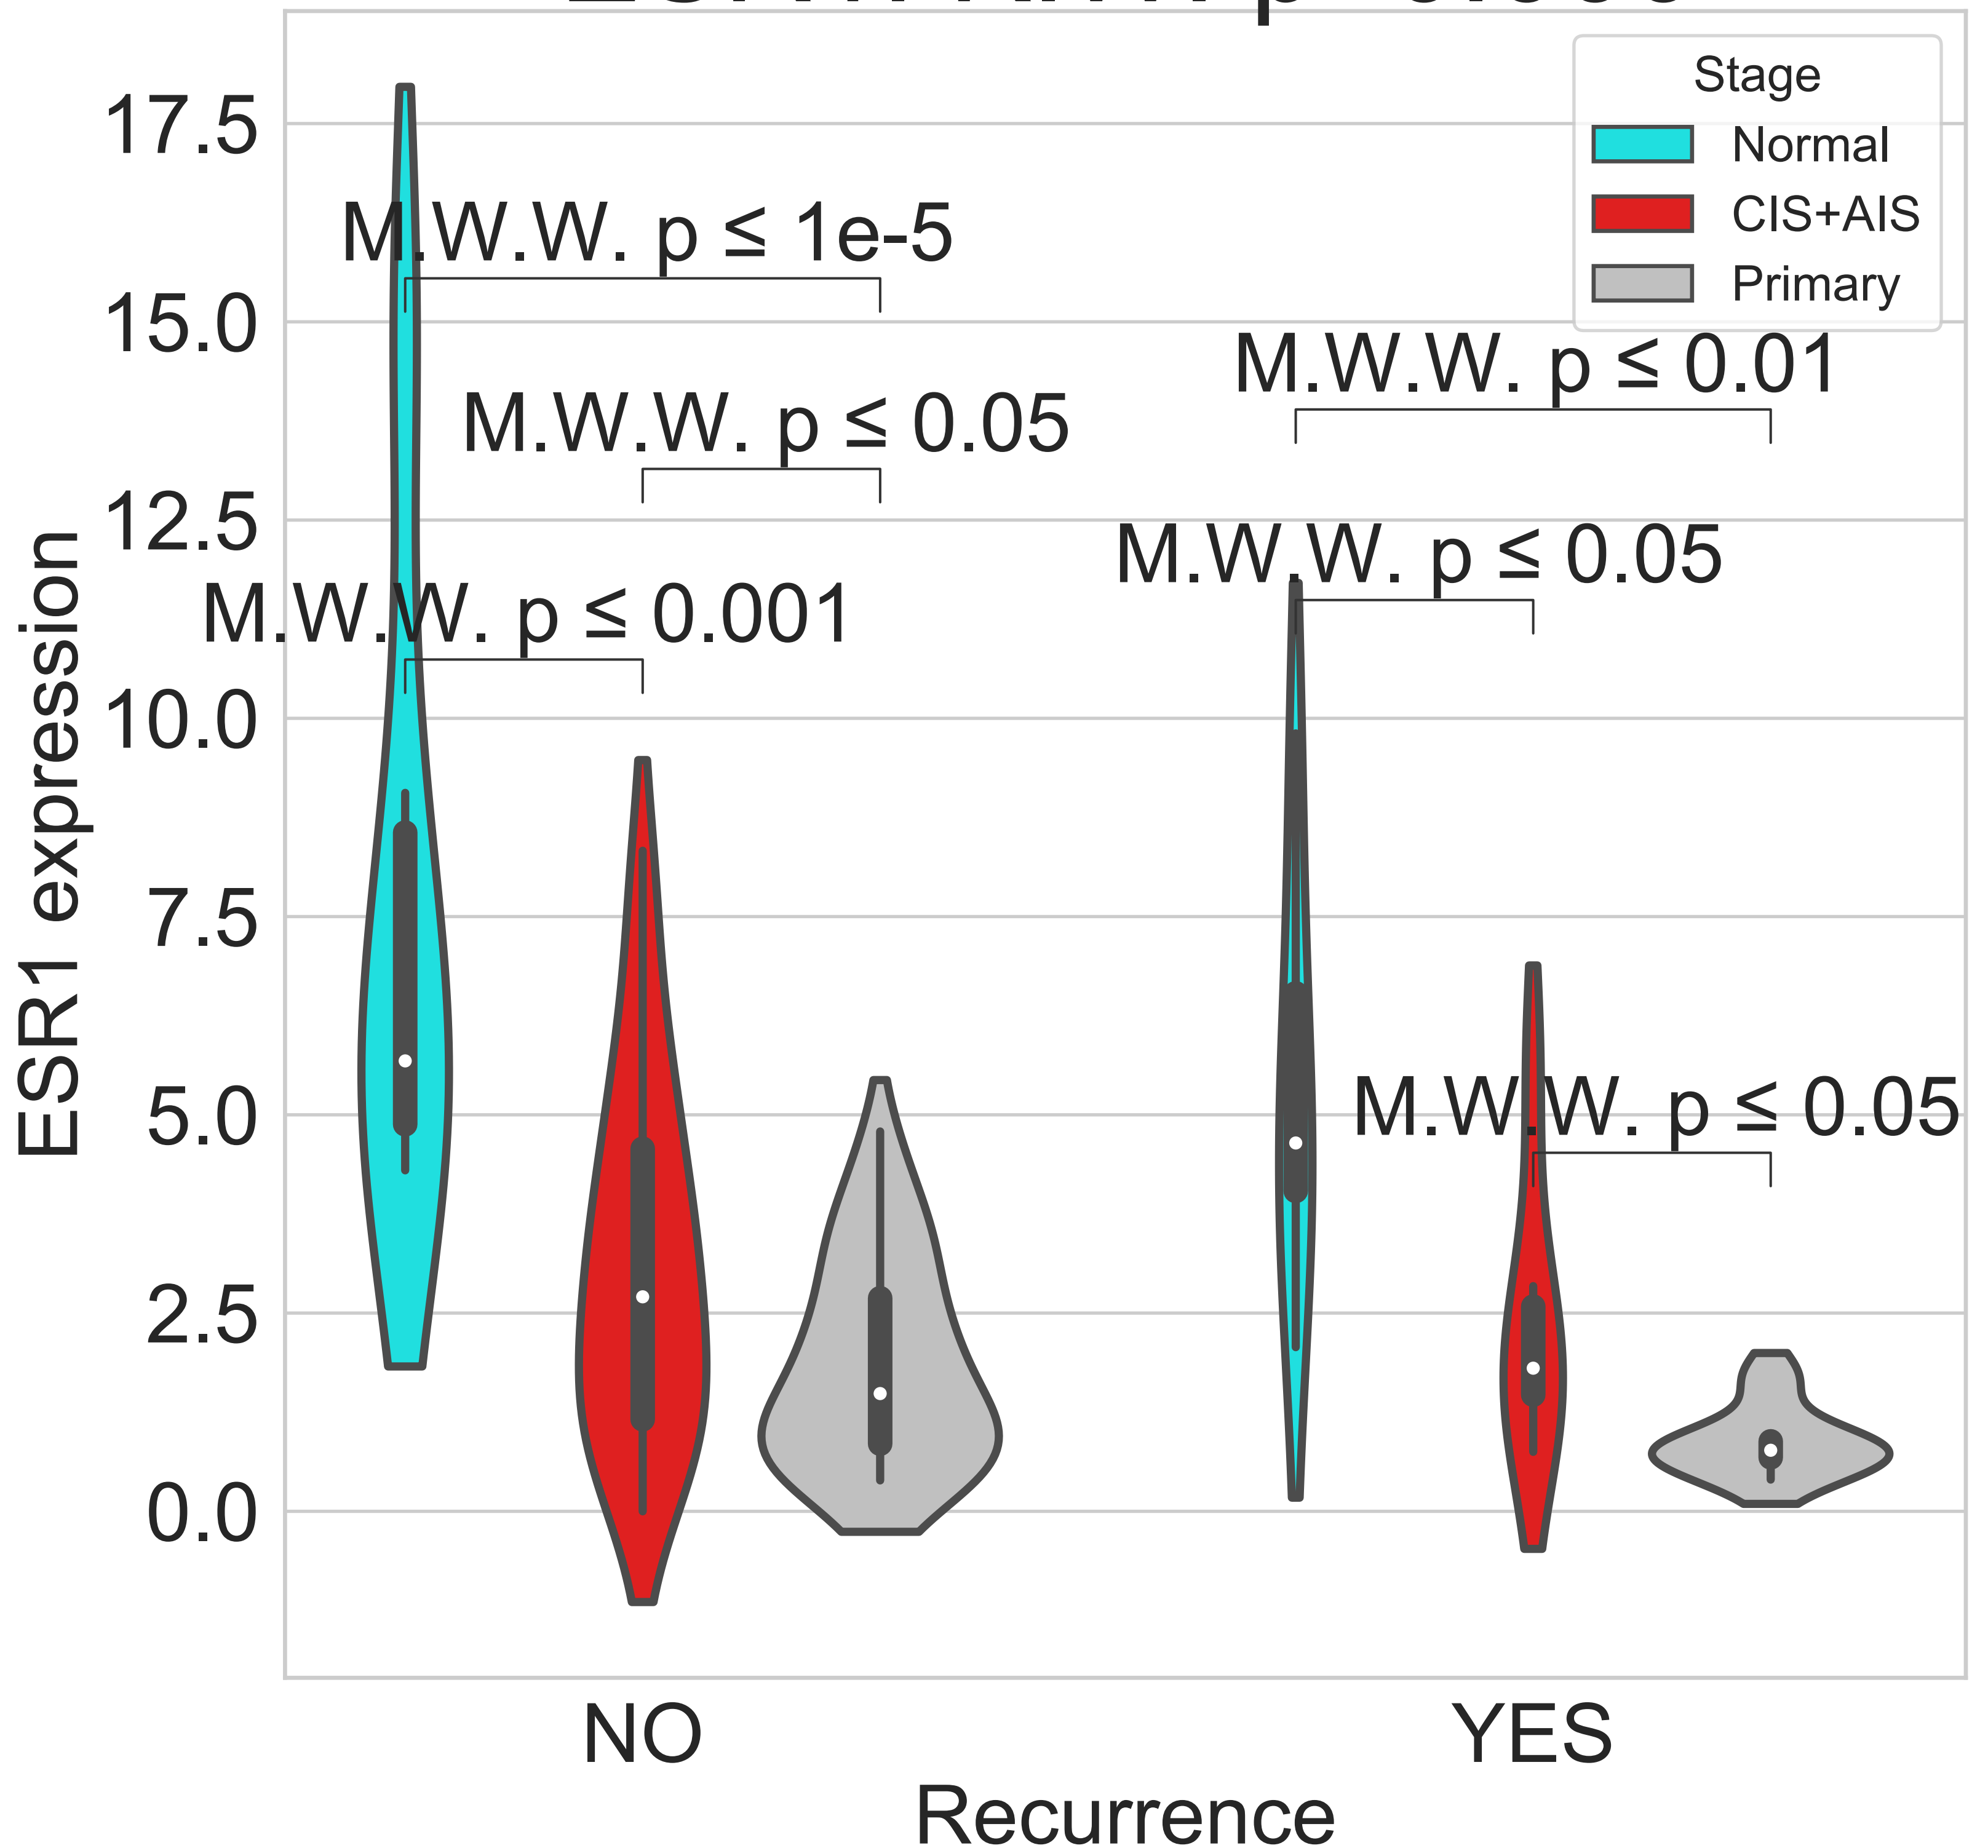 Stage
Normal
CIS+AIS
Primary
17.5
15.0
12.5
10.0
7.5
5.0
2.5
0.0
ESR1 expression
M.W.W. p ≤ 1e-5
M.W.W. p ≤ 0.01
M.W.W. p ≤ 0.05
M.W.W. p ≤ 0.05
M.W.W. p ≤ 0.001
M.W.W. p ≤ 0.05
NO
YES
Recurrence